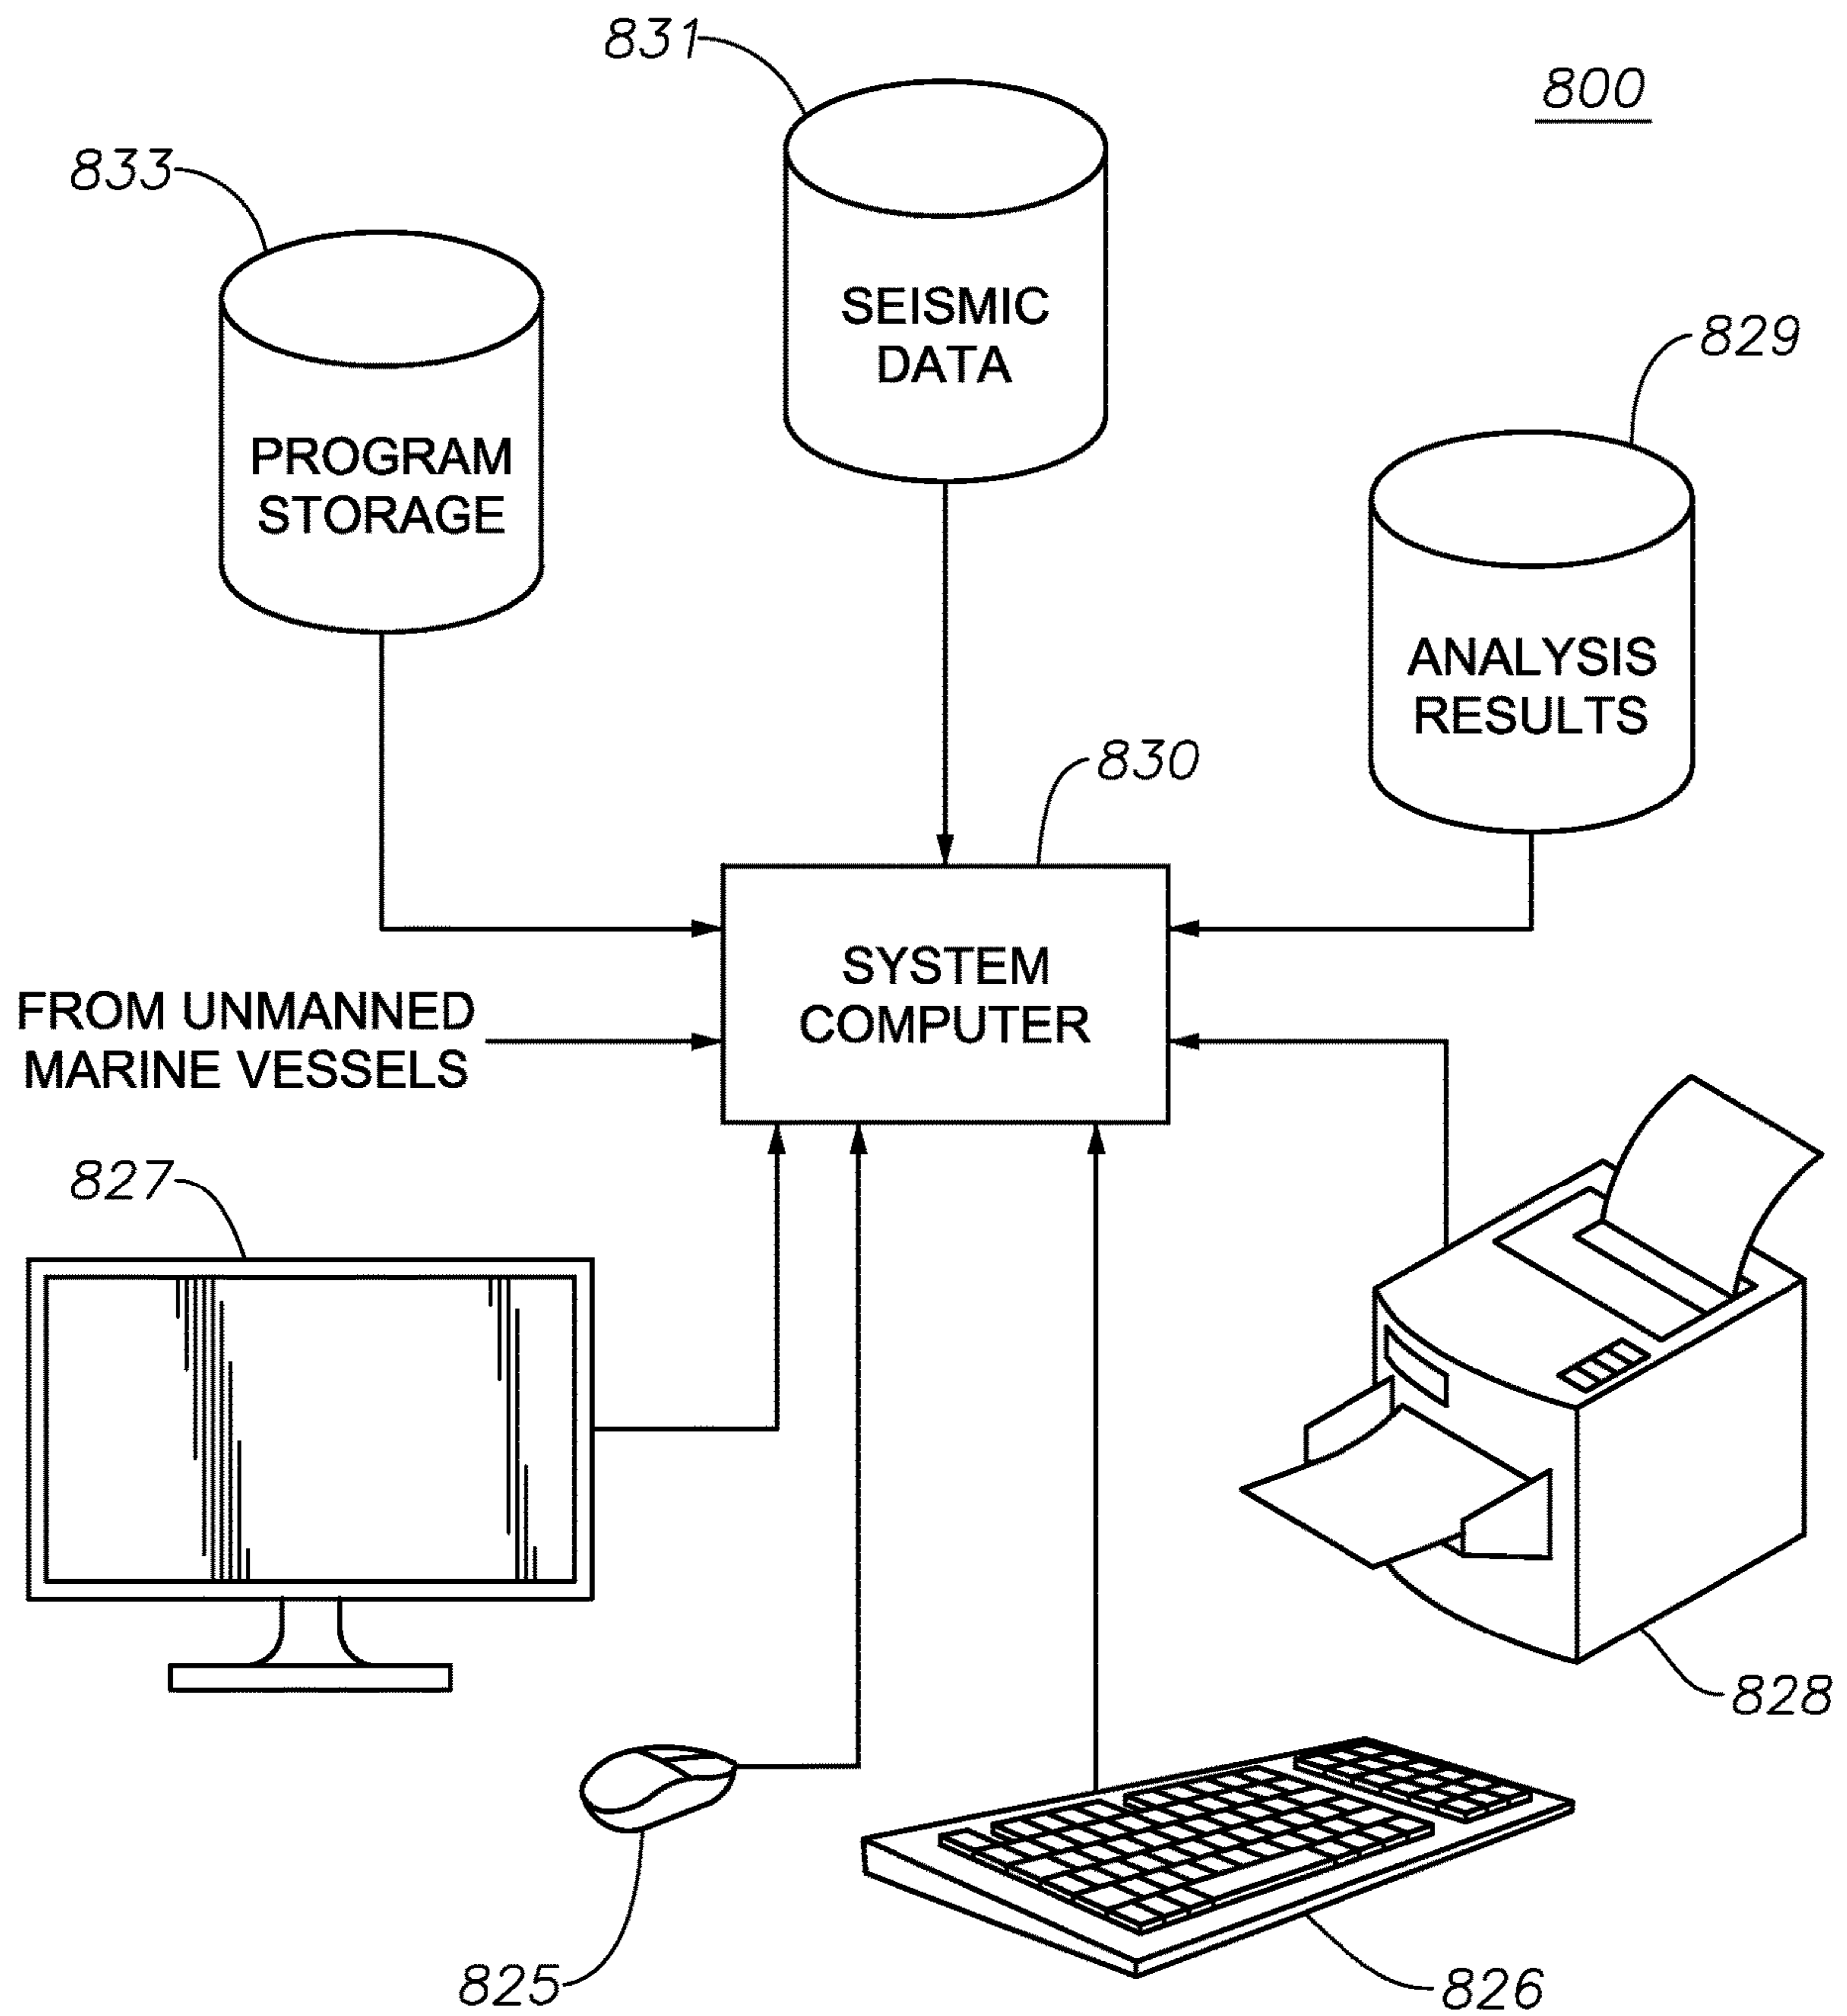 831
800
833
SEISMIC
DATA
829
PROGRAM
STORAGE
ANALYSIS
RESULTS
830
SYSTEM
COMPUTER
FROM UNMANNED
MARINE VESSELS
827
828
825
826